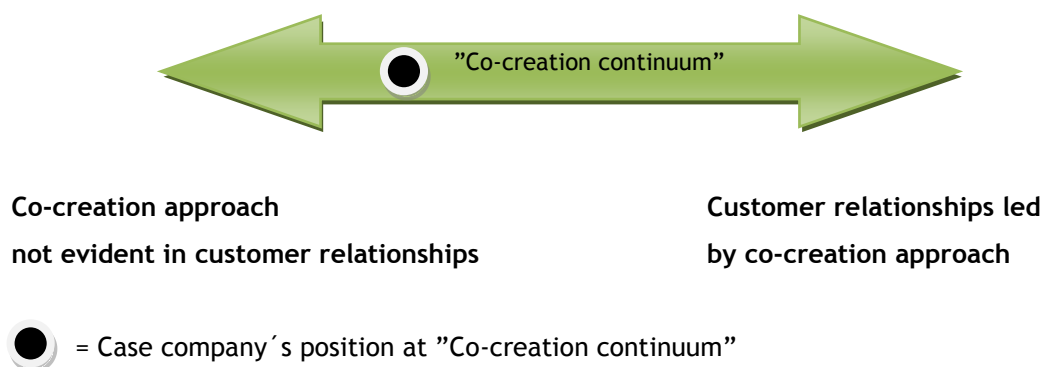 ”Co-creation continuum”
Co-creation approach
not evident in customer relationships
Customer relationships led
by co-creation approach
= Case company´s position at ”Co-creation continuum”